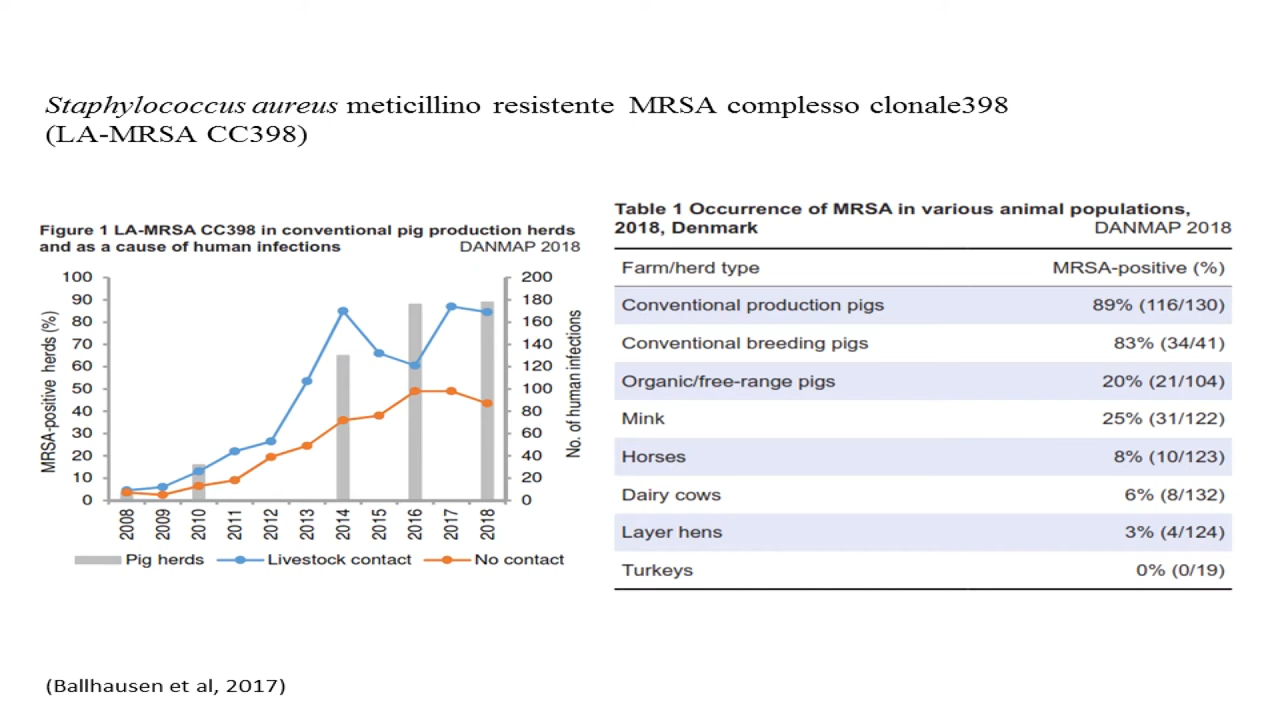 Staphylococcus aureus meticillino resistente MRSA complesso clonale398
(LA-MRSA CC398)
Figure 1 LA-MRSA CC398 in conventional pig production herds
and as a cause of human infections DANMAP 2018
MRSA-positive herds (%)
100
90
80
70
60
50
40
30
20
10
0
200
180
160
140
120
100
80
60
40
20
0
No. of human infections
2008 2009 2010 2011 2012 2013 2014 2015 2016 2017 2018
Pig herds Livestock contact No contact
Table 1 Occurrence of MRSA in various animal populations,
2018, Denmark DANMAP 2018
Farm/herd type MRSA-positive (%)
Conventional production pigs 89% (116/130)
Conventional breeding pigs 83% (34/41)
Organic/free-range pigs 20% (21/104)
Mink 25% (31/122)
Horses 8% (10/123)
Dairy cows 6% (8/132)
Layer hens 3% (4/124)
Turkeys 0% (0/19)
(Ballhausen et al, 2017)